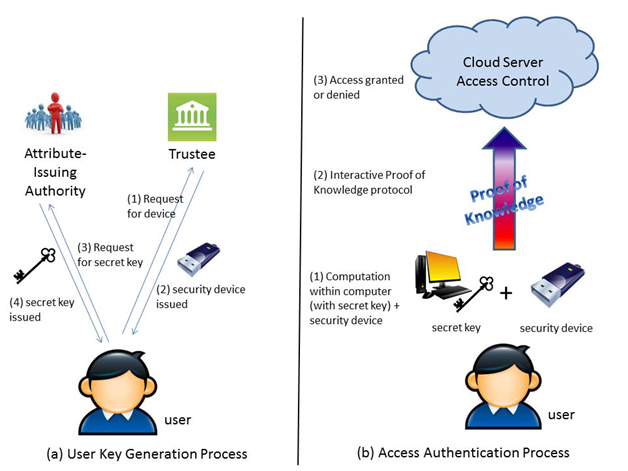 Attribute-
Issuing
Authority
Trustee
(1) Request
for device
(3) Request
for secret key
(2) security device
issued
(4) secret key
issued
user
(a) User Key Generation Process
Cloud Server
Access Control
(3) Access granted
or denied
(2) Interactive Proof of
Knowledge protocol
Proof of
Knowledge
(1) Computation
within computer
(with secret key) +
security device
+
secret key
security device
user
(b) Access Authentication Process